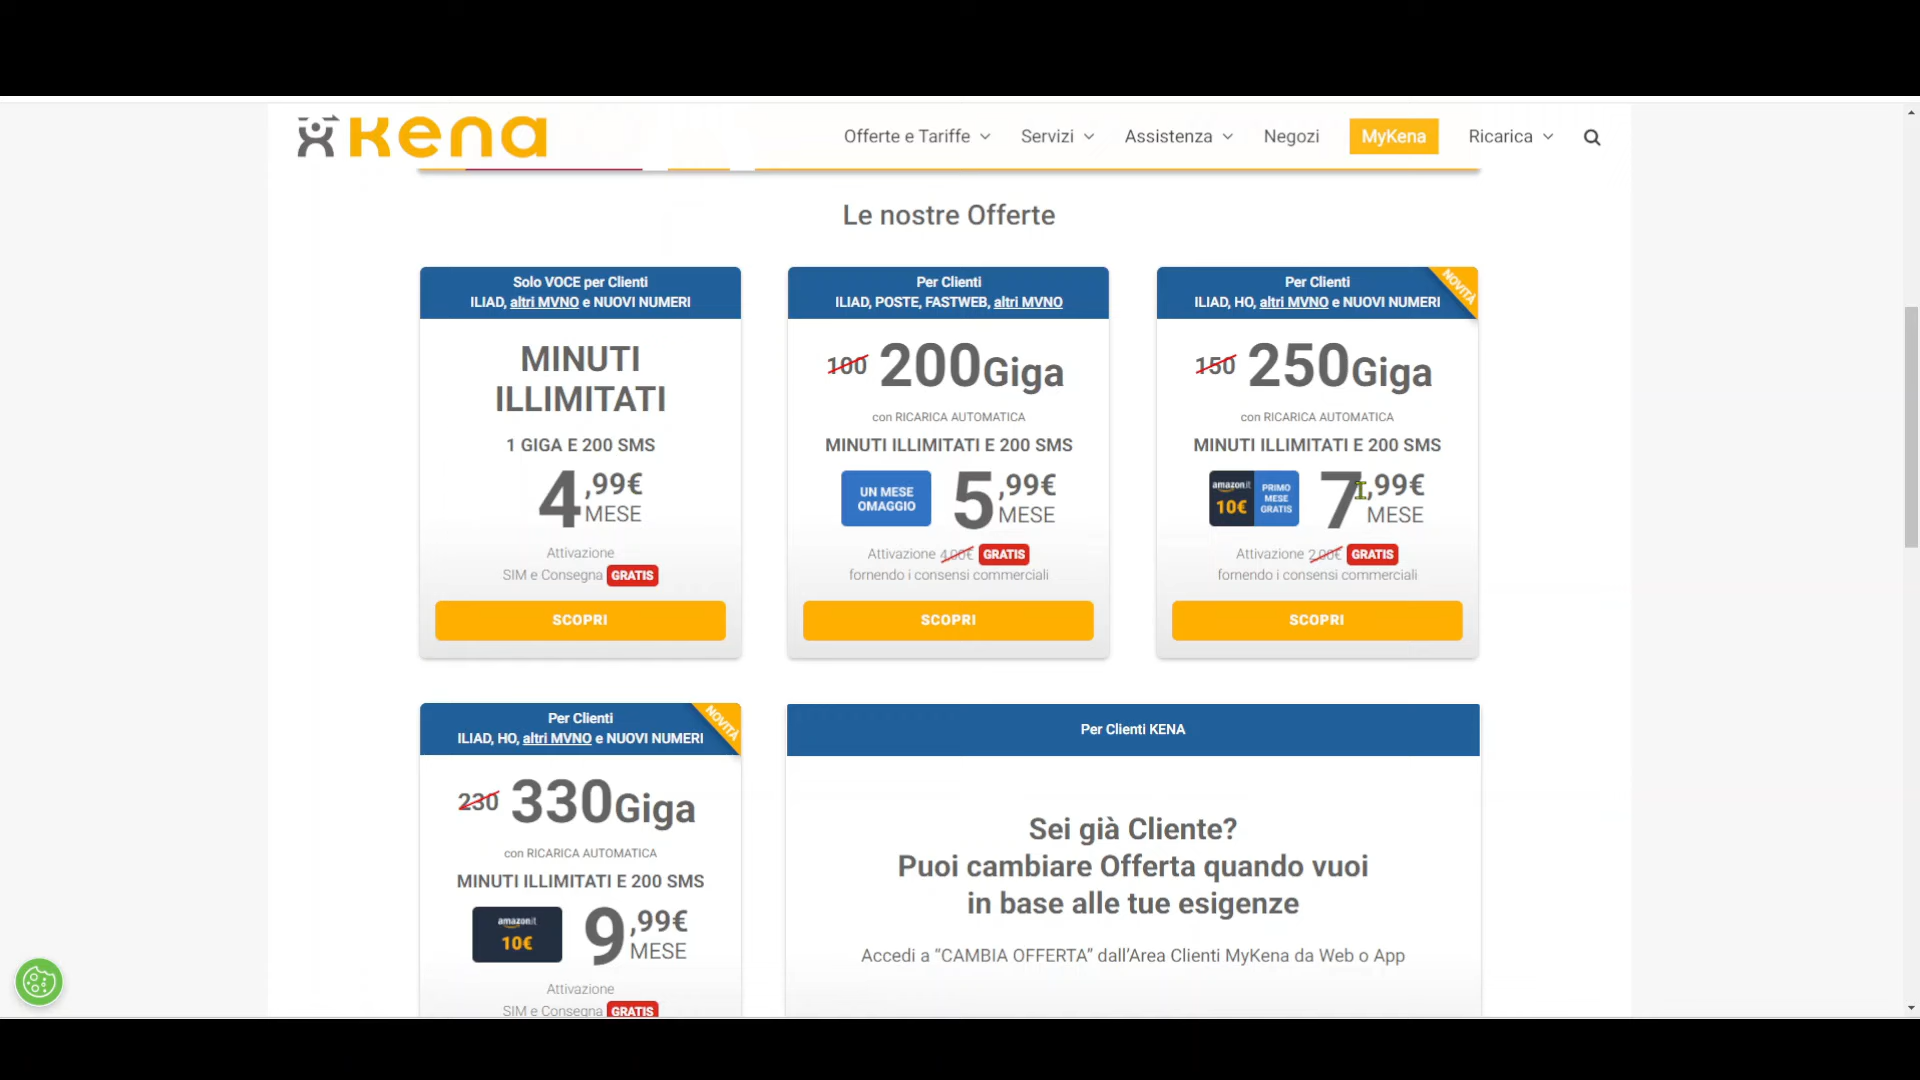 kena
Offerte e Tariffe
Servizi
Assistenza
Negozi
MyKena
Ricarica
Le nostre Offerte
Solo VOCE per Clienti
ILIAD, altri MVNO e NUOVI NUMERI
MINUTI
ILLIMITATI
1 GIGA E 200 SMS
4,99€
MESE
Attivazione
SIM e Consegna GRATIS
SCOPRI
Per Clienti
ILIAD, POSTE, FASTWEB, altri MVNO
100 200Giga
con RICARICA AUTOMATICA
MINUTI ILLIMITATI E 200 SMS
UN MESE
OMAGGIO
5,99€
MESE
Attivazione 4,00€ GRATIS
fornendo i consensi commerciali
SCOPRI
Per Clienti
ILIAD, HO, altri MVNO e NUOVI NUMERI
NOVITÀ
150 250Giga
con RICARICA AUTOMATICA
MINUTI ILLIMITATI E 200 SMS
amazon.it
10€
PRIMO
MESE
GRATIS
7,99€
MESE
Attivazione 2,00€ GRATIS
fornendo i consensi commerciali
SCOPRI
Per Clienti
ILIAD, HO, altri MVNO e NUOVI NUMERI
NOVITÀ
230 330Giga
con RICARICA AUTOMATICA
MINUTI ILLIMITATI E 200 SMS
amazon.it
10€
9,99€
MESE
Attivazione
SIM e Consegna GRATIS
Per Clienti KENA
Sei già Cliente?
Puoi cambiare Offerta quando vuoi
in base alle tue esigenze
Accedi a “CAMBIA OFFERTA” dall’Area Clienti MyKena da Web o App